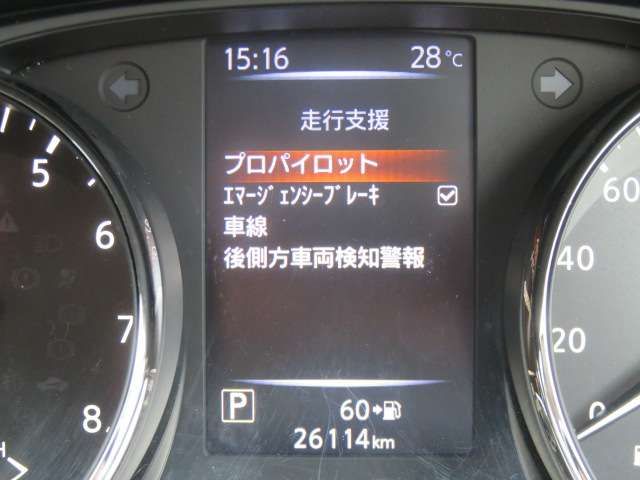 15:16 28℃
走行支援
プロパイロット
ｴﾏｰｼﾞｪﾝｼｰﾌﾞﾚｰｷ
車線
後側方車両検知警報
P 60
26114km
5
6
7
8
60
40
20
0